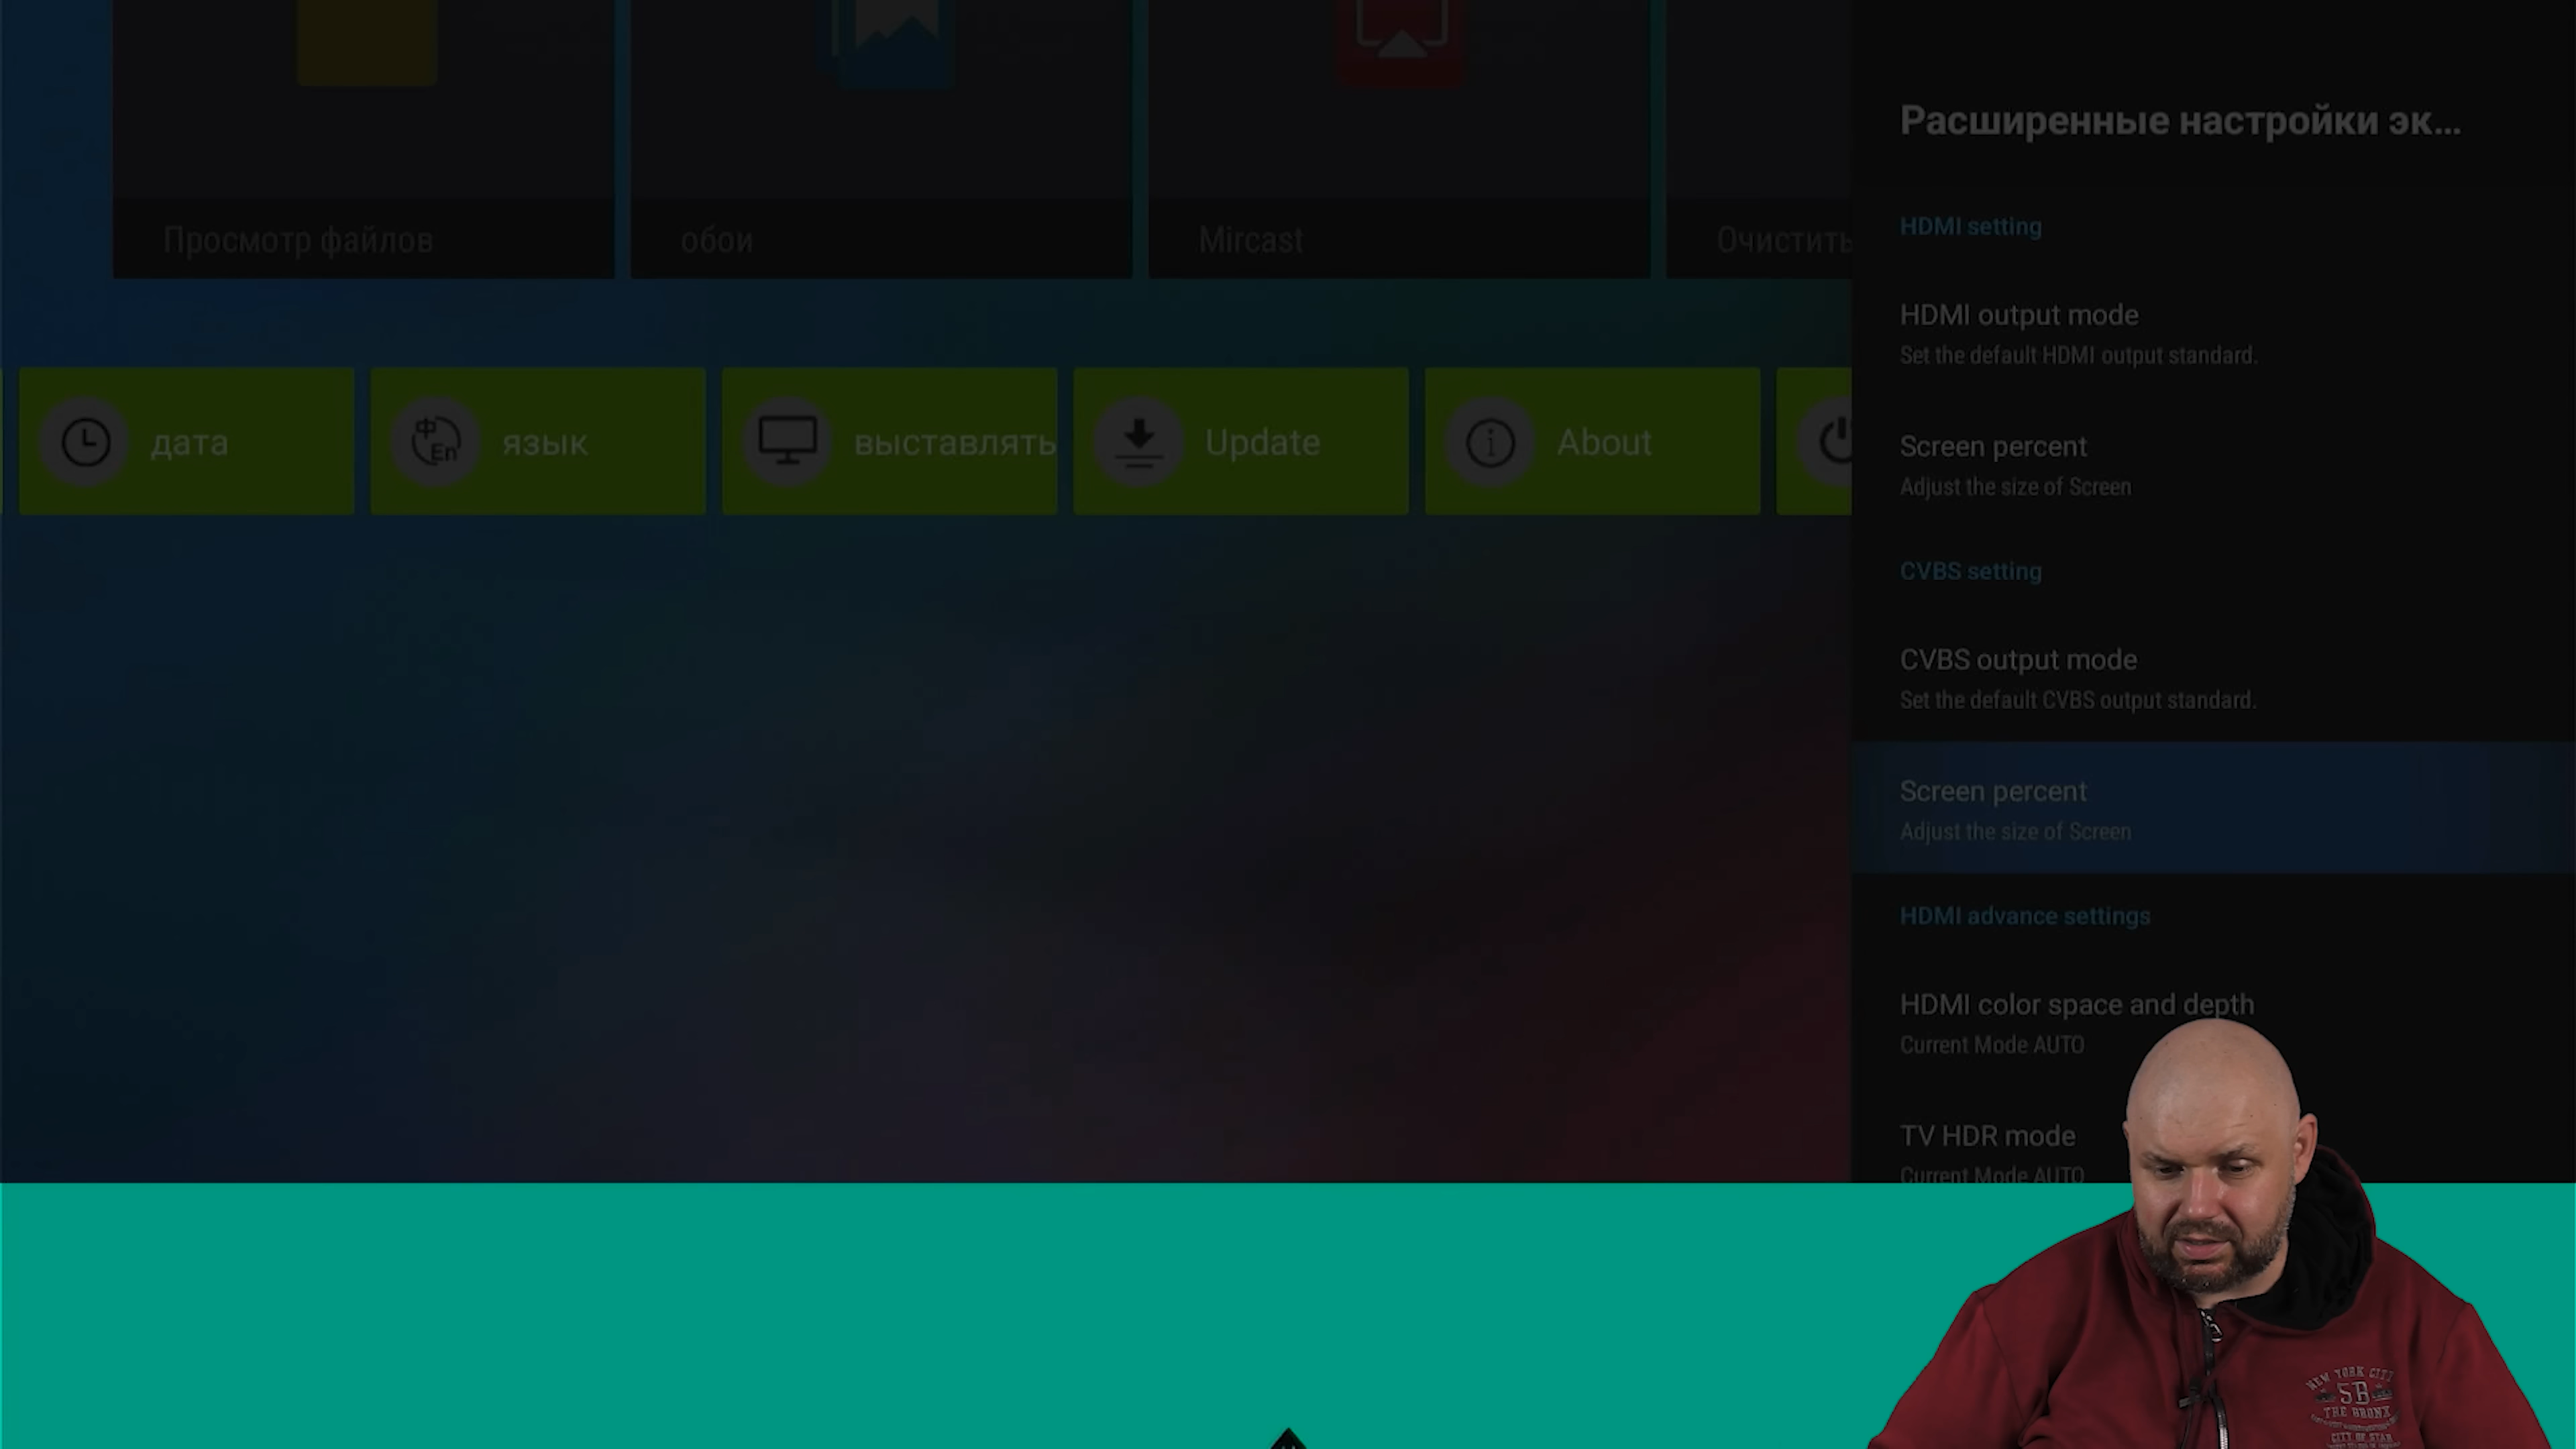 Расширенные настройки эк...
Просмотр файлов
обои
Mircast
Очистить
HDMI setting
HDMI output mode
Set the default HDMI output standard.
дата
中
En
язык
выставлять
Update
About
Screen percent
Adjust the size of Screen
CVBS setting
CVBS output mode
Set the default CVBS output standard.
Screen percent
Adjust the size of Screen
HDMI advance settings
HDMI color space and depth
Current Mode AUTO
TV HDR mode
Current Mode AUTO
NEW YORK CITY
SB
THE BRONX
CITY OF STAR